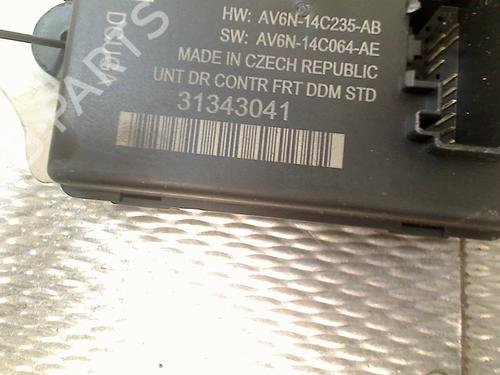 HW: AV6N-14C235-AB
SW: AV6N-14C064-AE
MADE IN CZECH REPUBLIC
UNT DR CONTR FRT DDM STD
31343041
PARTS